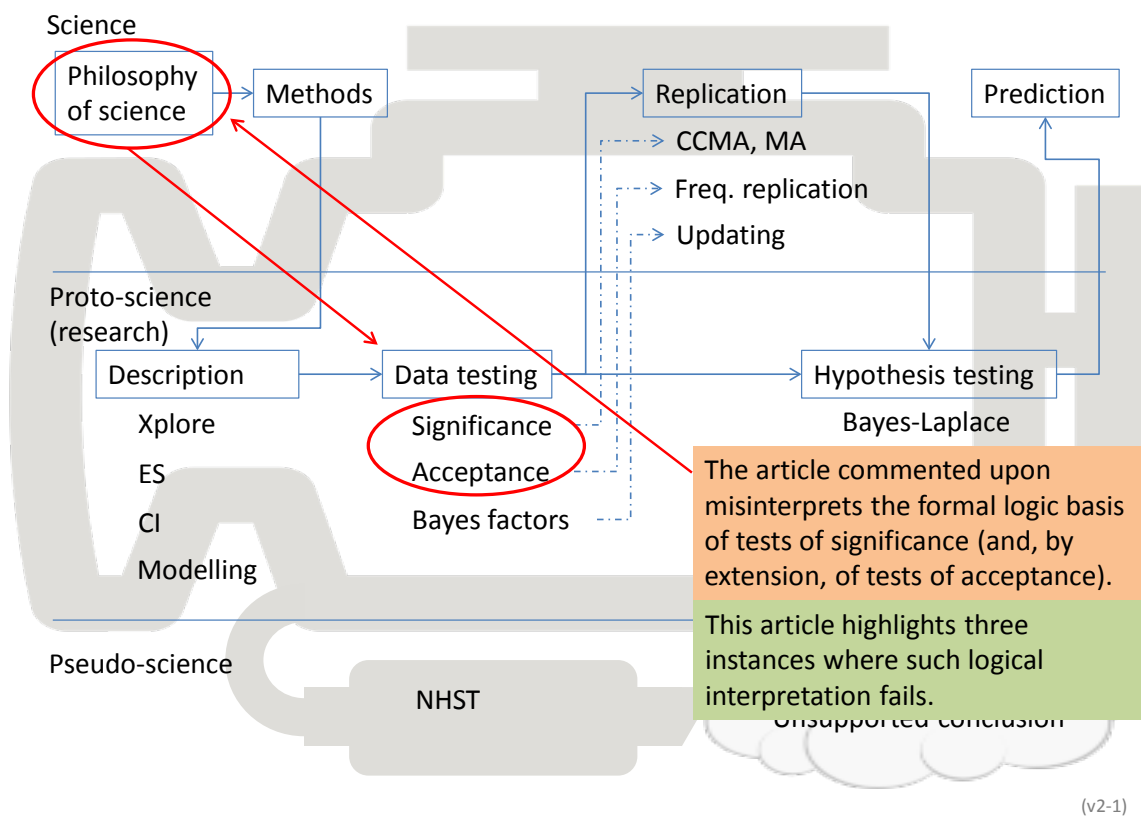 Science
Philosophy
of science
Methods
Replication
Prediction
CCMA, MA
Freq. replication
Updating
Proto-science
(research)
Description
Data testing
Hypothesis testing
Xplore
Significance
Bayes-Laplace
ES
Acceptance
CI
Bayes factors
Modelling
The article commented upon
misinterprets the formal logic basis
of tests of significance (and, by
extension, of tests of acceptance).
This article highlights three
instances where such logical
interpretation fails.
Pseudo-science
NHST
Unsupported conclusion
(v2-1)